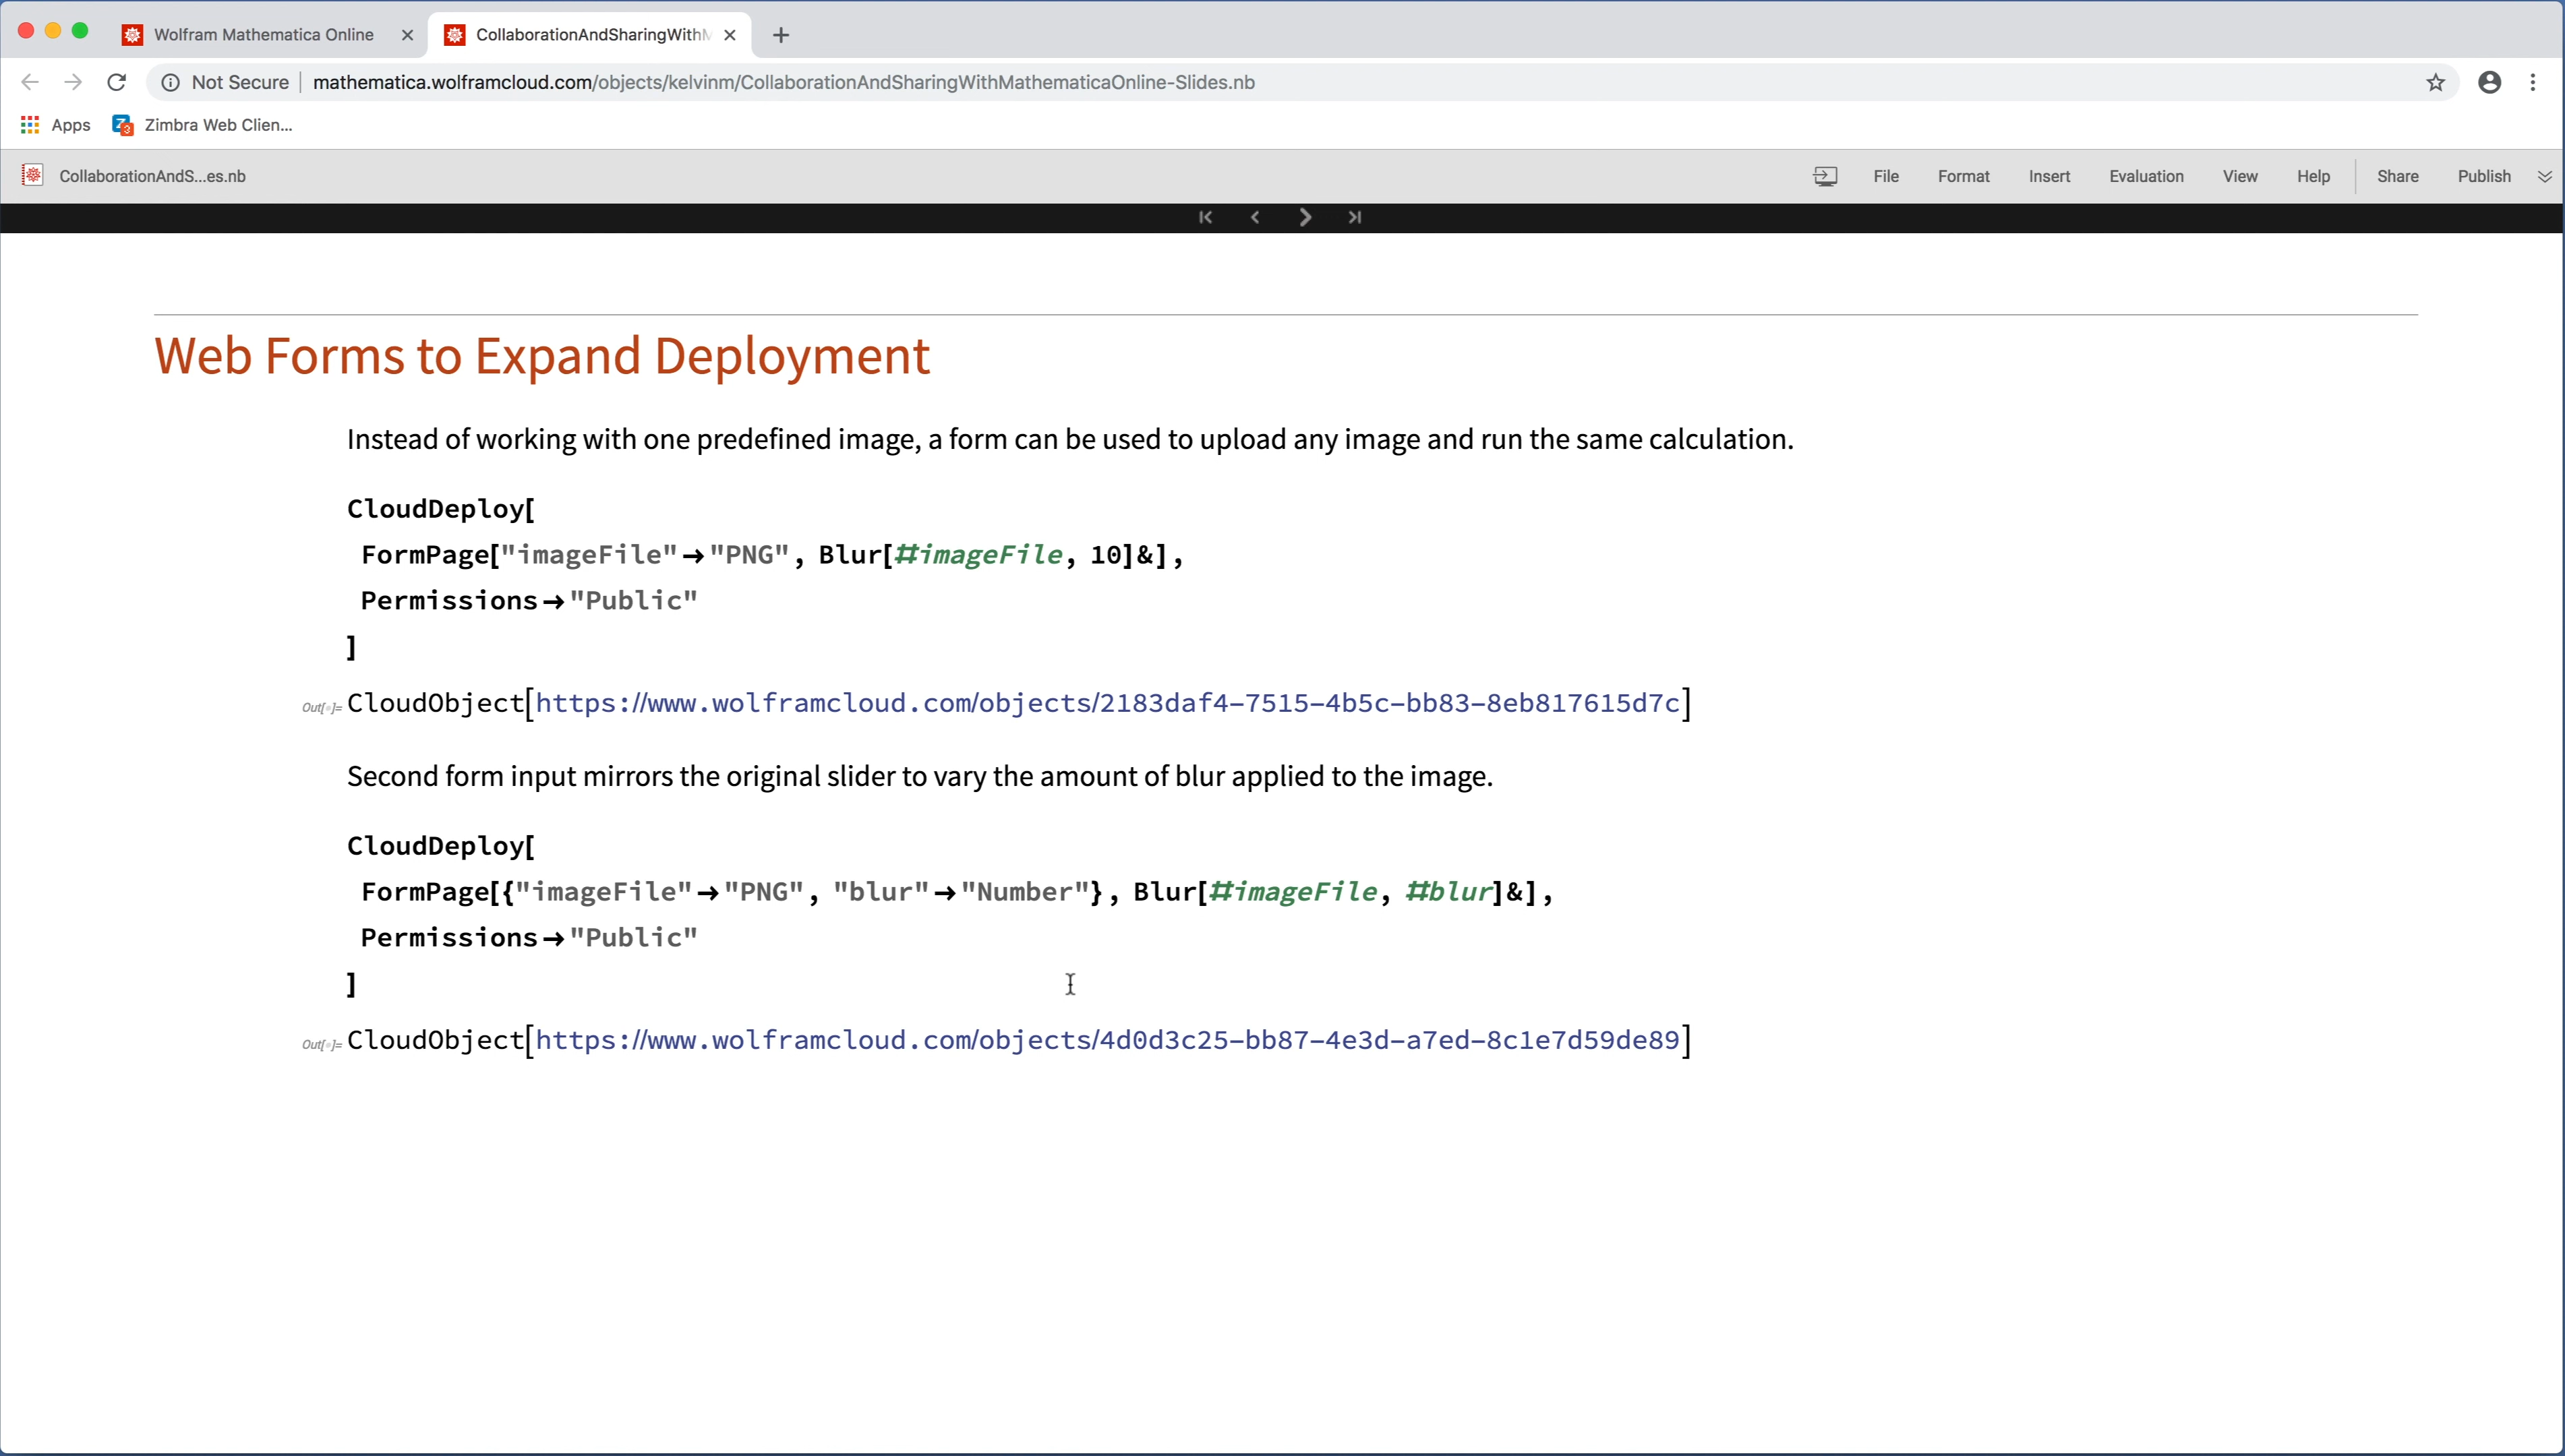 Wolfram Mathematica Online
CollaborationAndSharingWithM
Not Secure | mathematica.wolframcloud.com/objects/kelvinm/CollaborationAndSharingWithMathematicaOnline-Slides.nb
Apps Zimbra Web Clien...
CollaborationAndS...es.nb File Format Insert Evaluation View Help Share Publish
Web Forms to Expand Deployment
Instead of working with one predefined image, a form can be used to upload any image and run the same calculation.
CloudDeploy[
FormPage["imageFile"→"PNG", Blur[#imageFile, 10]&],
Permissions→"Public"
]
Out[◦]= CloudObject[https://www.wolframcloud.com/objects/2183daf4-7515-4b5c-bb83-8eb817615d7c]
Second form input mirrors the original slider to vary the amount of blur applied to the image.
CloudDeploy[
FormPage[{"imageFile"→"PNG", "blur"→"Number"}, Blur[#imageFile, #blur]&],
Permissions→"Public"
]
Out[◦]= CloudObject[https://www.wolframcloud.com/objects/4d0d3c25-bb87-4e3d-a7ed-8c1e7d59de89]